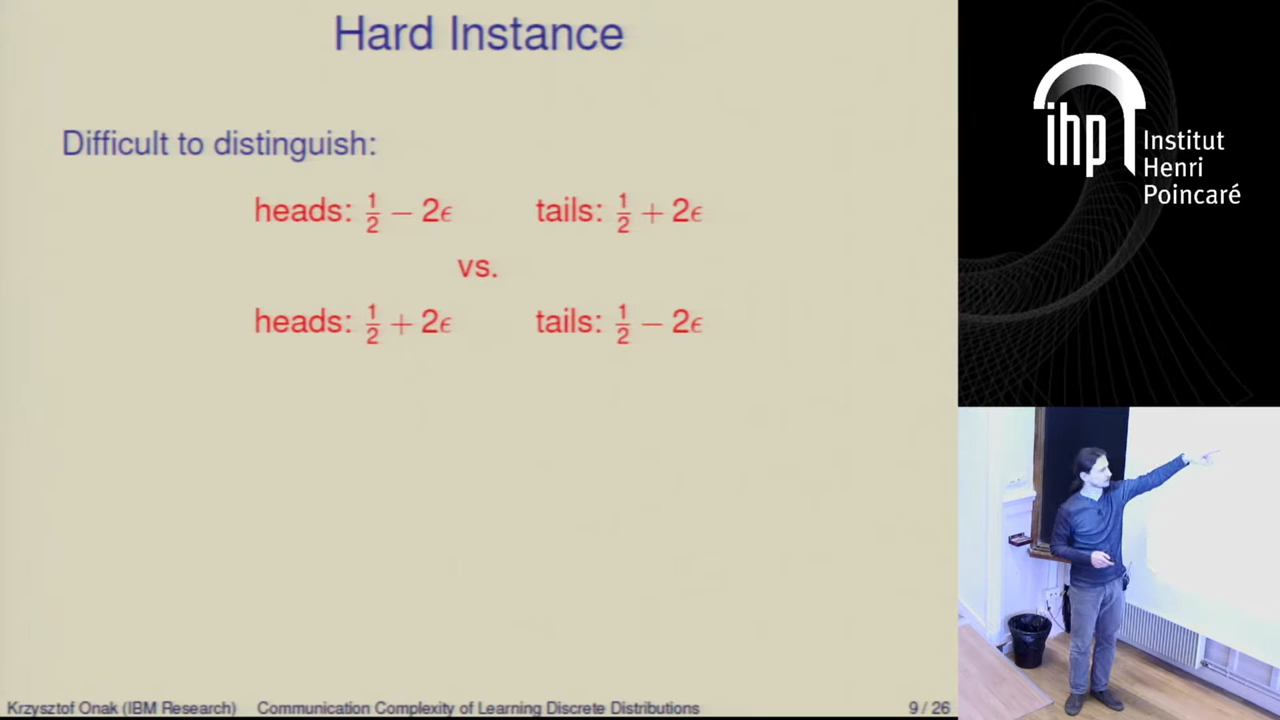 Hard Instance
Difficult to distinguish:
heads: 1/2 − 2ϵ tails: 1/2 + 2ϵ
vs.
heads: 1/2 + 2ϵ tails: 1/2 − 2ϵ
Krzysztof Onak (IBM Research) Communication Complexity of Learning Discrete Distributions 9 / 26
ihp
Institut
Henri
Poincaré